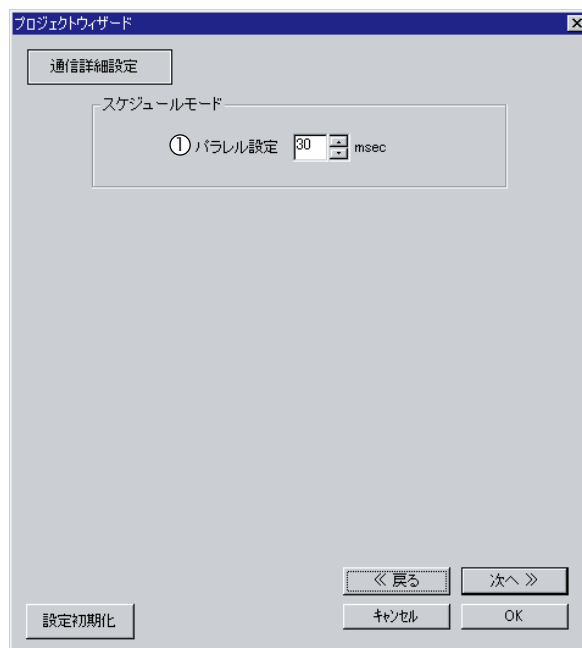 プロジェクトウィザード
通信詳細設定
スケジュールモード
① パラレル設定 30 msec
≪ 戻る 次へ ≫
設定初期化 キャンセル OK